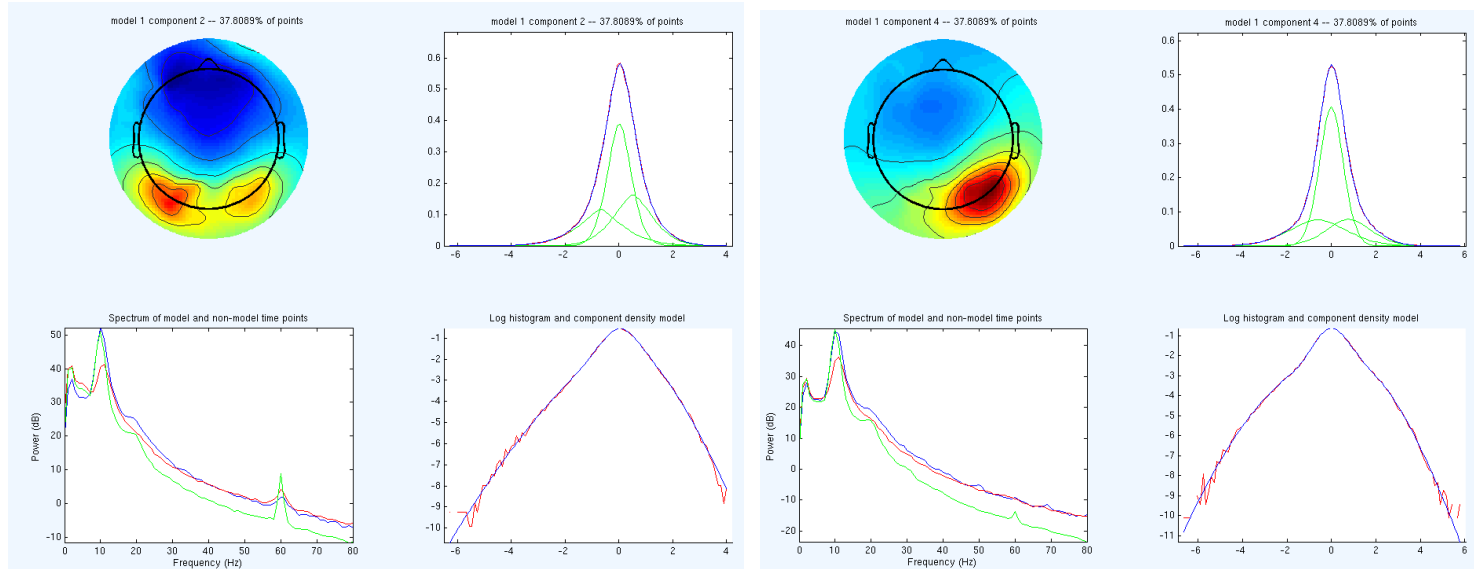 model 1 component 2 -- 37.8089% of points
model 1 component 2 -- 37.8089% of points
0.6
0.5
0.4
0.3
0.2
0.1
0
-6 -4 -2 0 2 4
Spectrum of model and non-model time points
Power (dB)
50
40
30
20
10
0
-10
0 10 20 30 40 50 60 70 80
Frequency (Hz)
Log histogram and component density model
-1
-2
-3
-4
-5
-6
-7
-8
-9
-10
-6 -4 -2 0 2 4
model 1 component 4 -- 37.8089% of points
model 1 component 4 -- 37.8089% of points
0.6
0.5
0.4
0.3
0.2
0.1
0
-6 -4 -2 0 2 4 6
Spectrum of model and non-model time points
Power (dB)
40
30
20
10
0
-10
-20
0 10 20 30 40 50 60 70 80
Frequency (Hz)
Log histogram and component density model
-1
-2
-3
-4
-5
-6
-7
-8
-9
-10
-11
-6 -4 -2 0 2 4 6